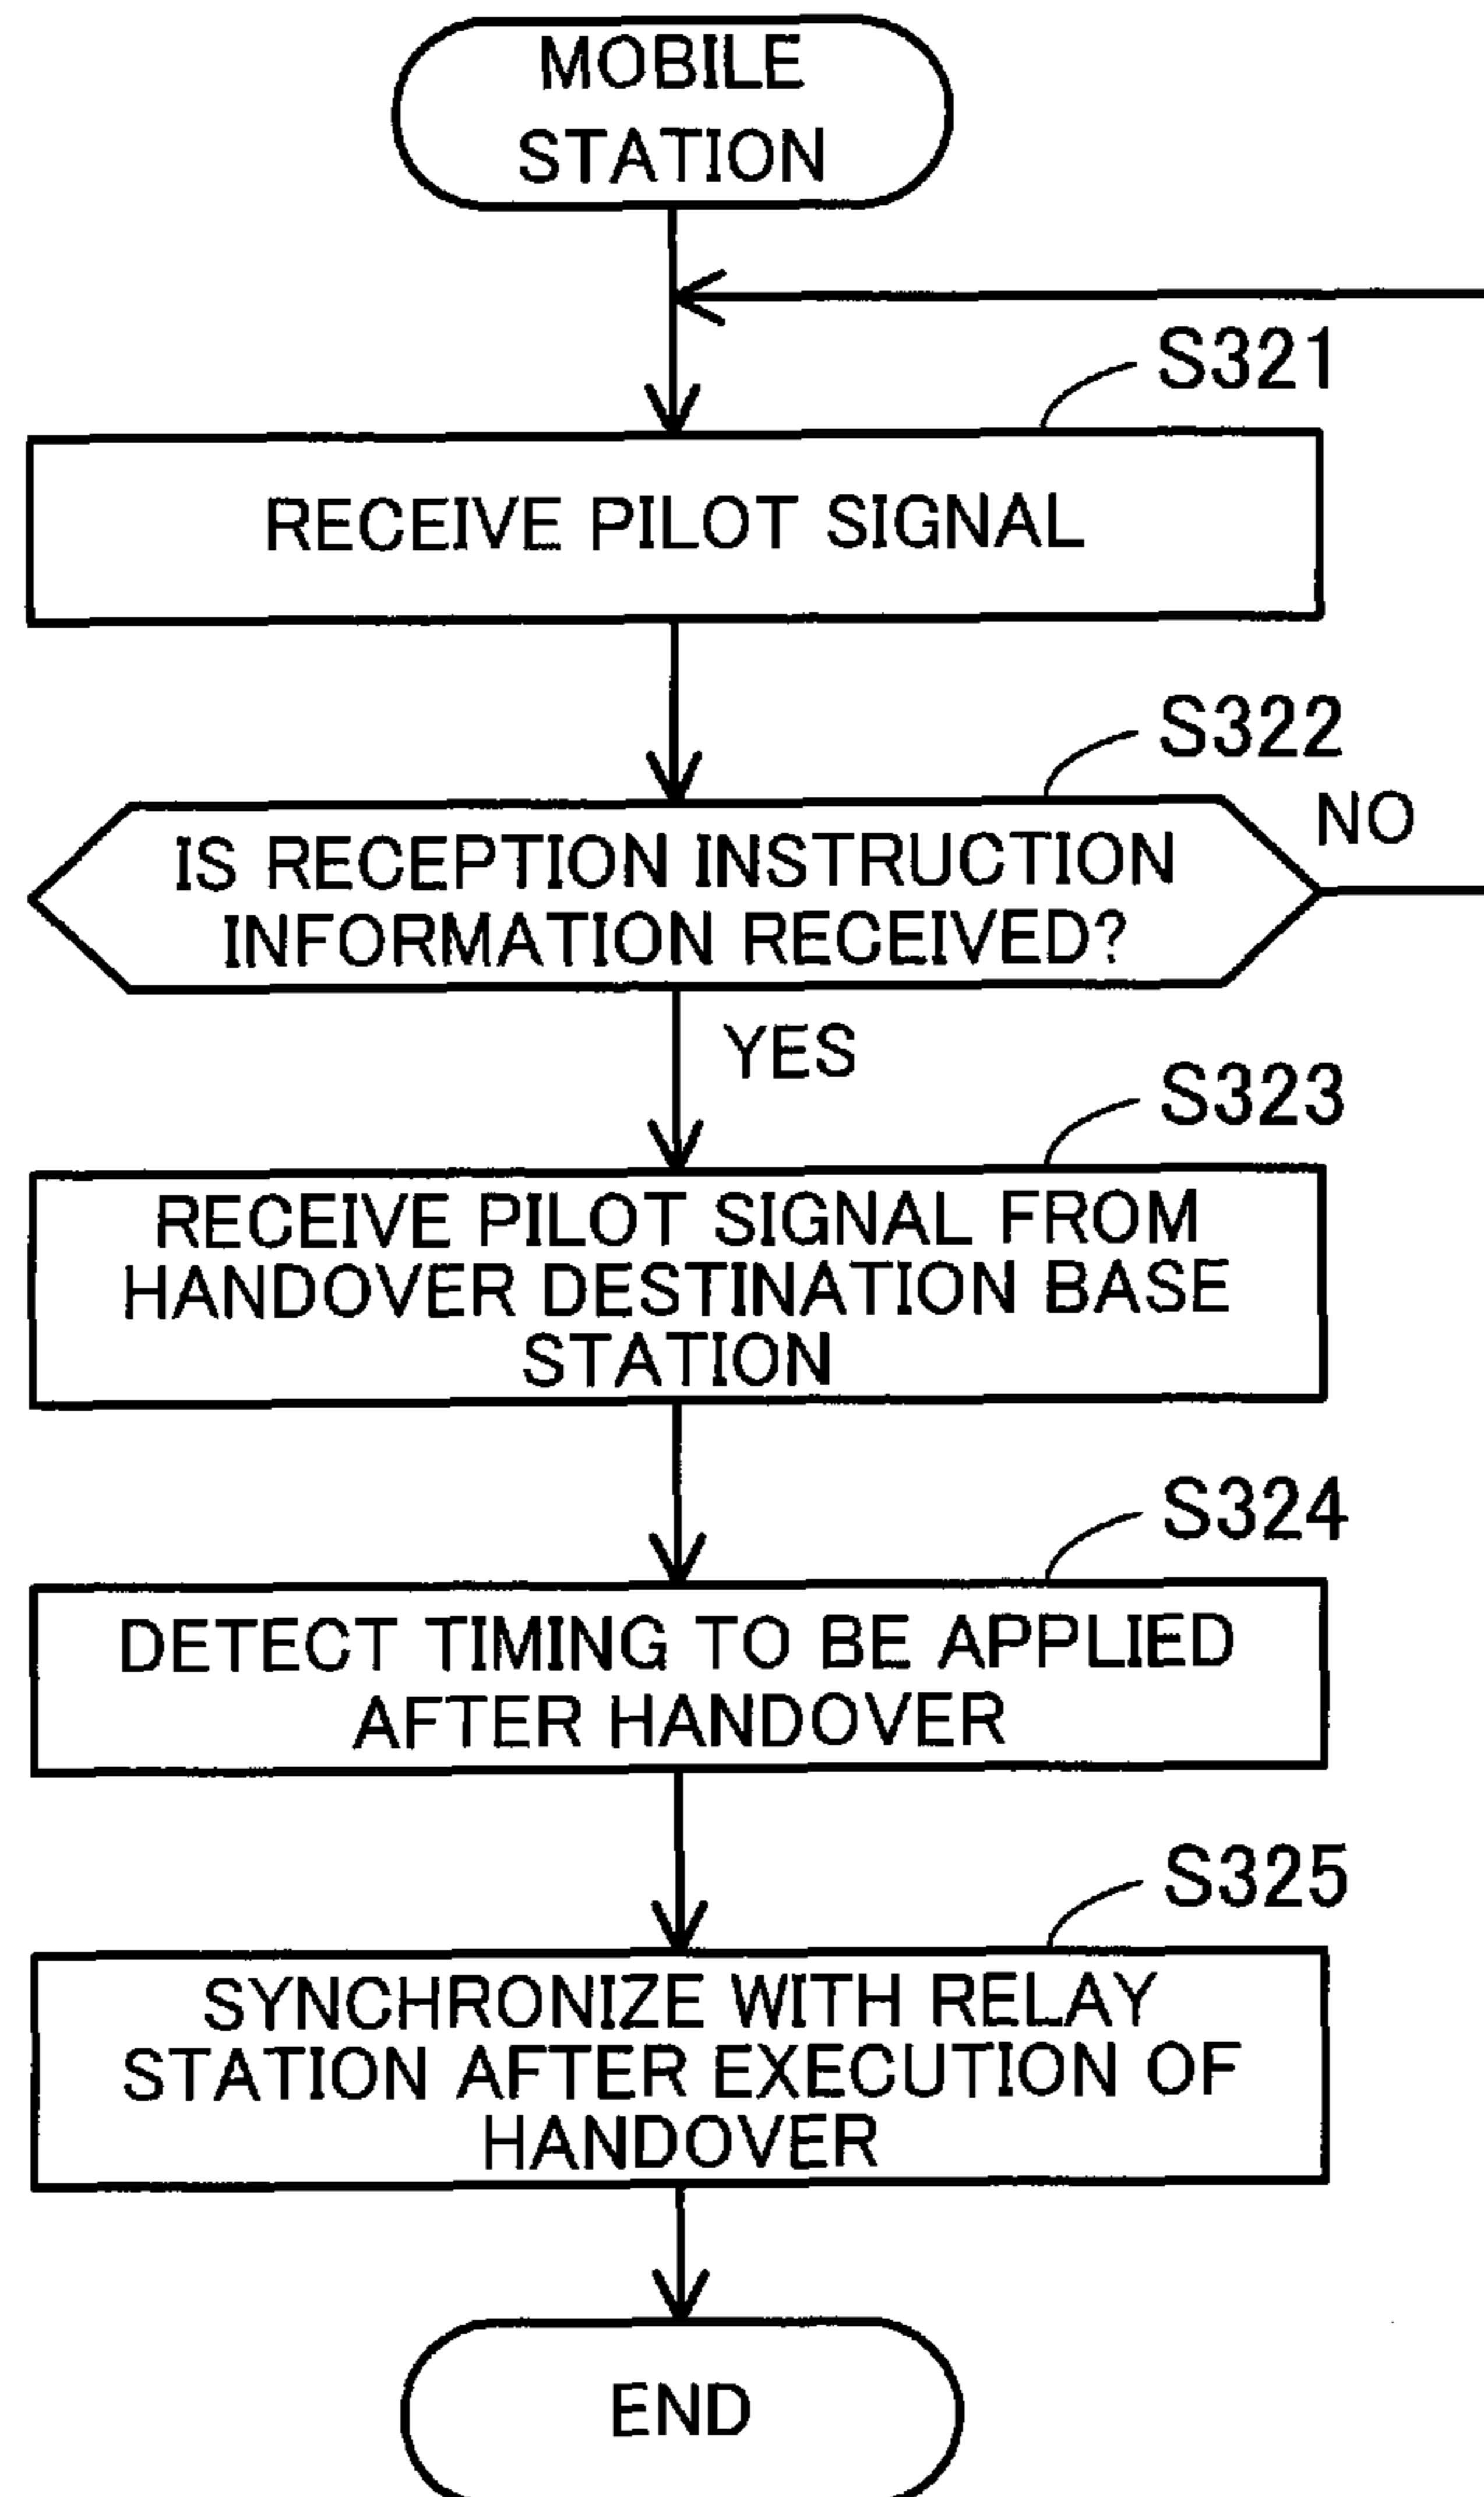 MOBILE
STATION
S321
RECEIVE PILOT SIGNAL
S322
NO
IS RECEPTION INSTRUCTION
INFORMATION RECEIVED?
YES
S323
RECEIVE PILOT SIGNAL FROM
HANDOVER DESTINATION BASE
STATION
S324
DETECT TIMING TO BE APPLIED
AFTER HANDOVER
S325
SYNCHRONIZE WITH RELAY
STATION AFTER EXECUTION OF
HANDOVER
END